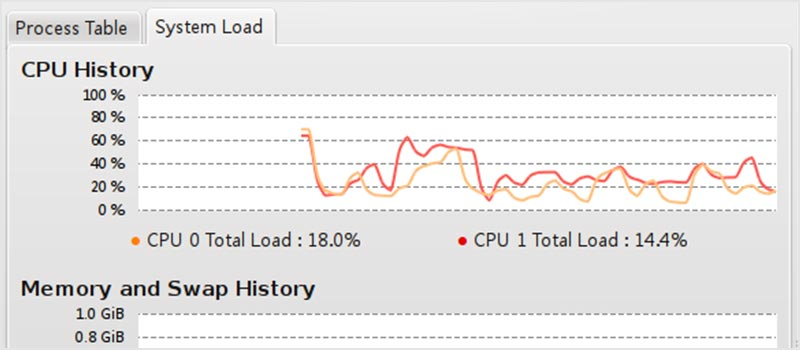 Process Table System Load
CPU History
100 %
80 %
60 %
40 %
20 %
0 %
CPU 0 Total Load : 18.0% CPU 1 Total Load : 14.4%
Memory and Swap History
1.0 GiB
0.8 GiB